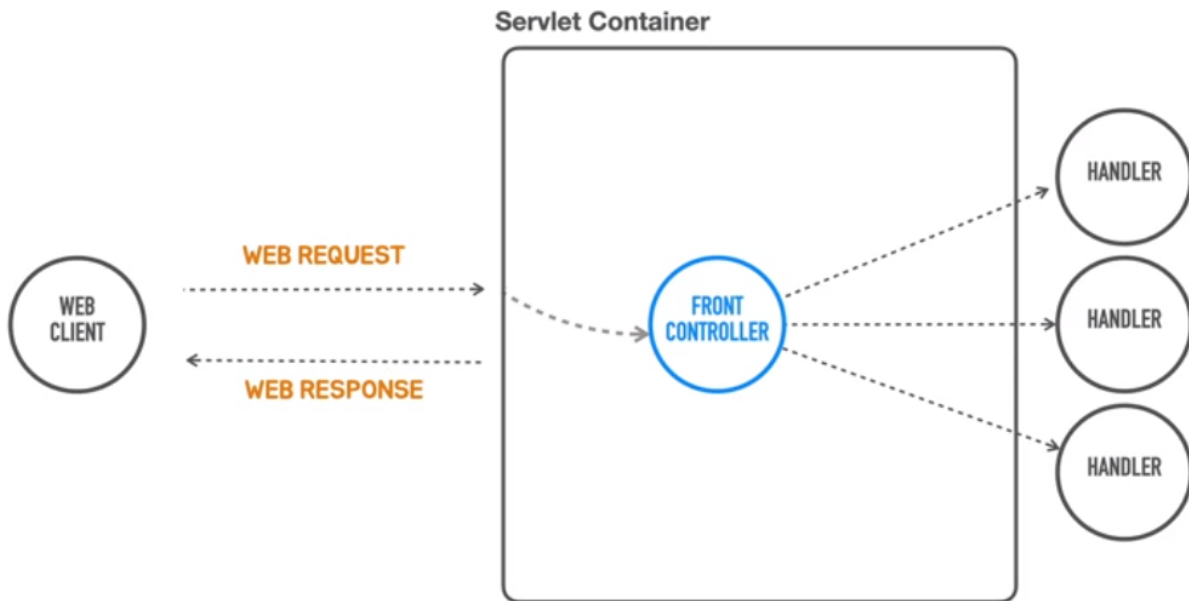 Servlet Container
WEB REQUEST
WEB
CLIENT
WEB RESPONSE
FRONT
CONTROLLER
HANDLER
HANDLER
HANDLER